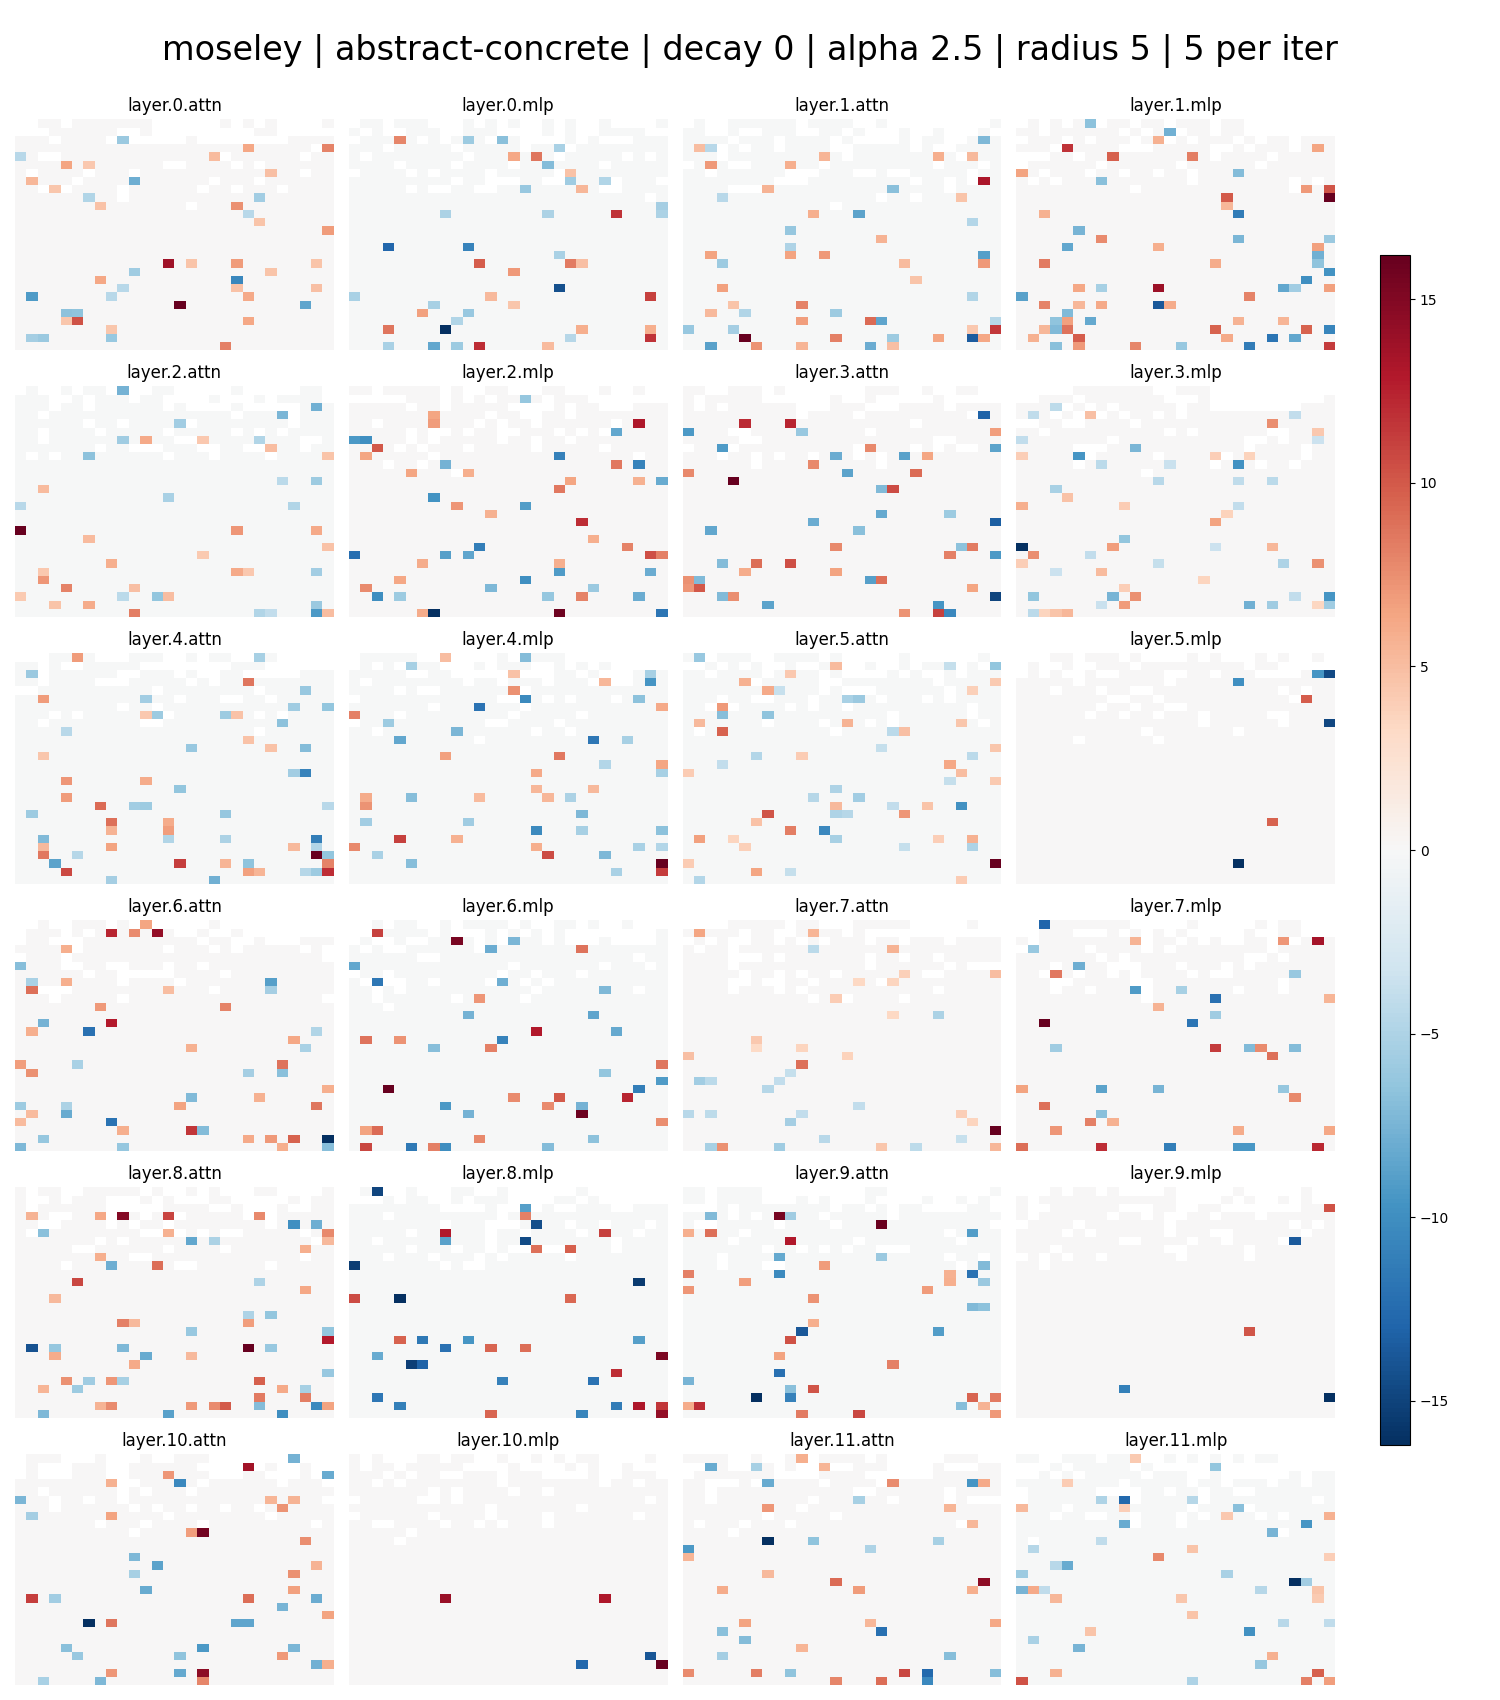 moseley | abstract-concrete | decay 0 | alpha 2.5 | radius 5 | 5 per iter
layer.0.attn layer.0.mlp layer.1.attn layer.1.mlp
layer.2.attn layer.2.mlp layer.3.attn layer.3.mlp
layer.4.attn layer.4.mlp layer.5.attn layer.5.mlp
layer.6.attn layer.6.mlp layer.7.attn layer.7.mlp
layer.8.attn layer.8.mlp layer.9.attn layer.9.mlp
layer.10.attn layer.10.mlp layer.11.attn layer.11.mlp
15
10
5
0
−5
−10
−15